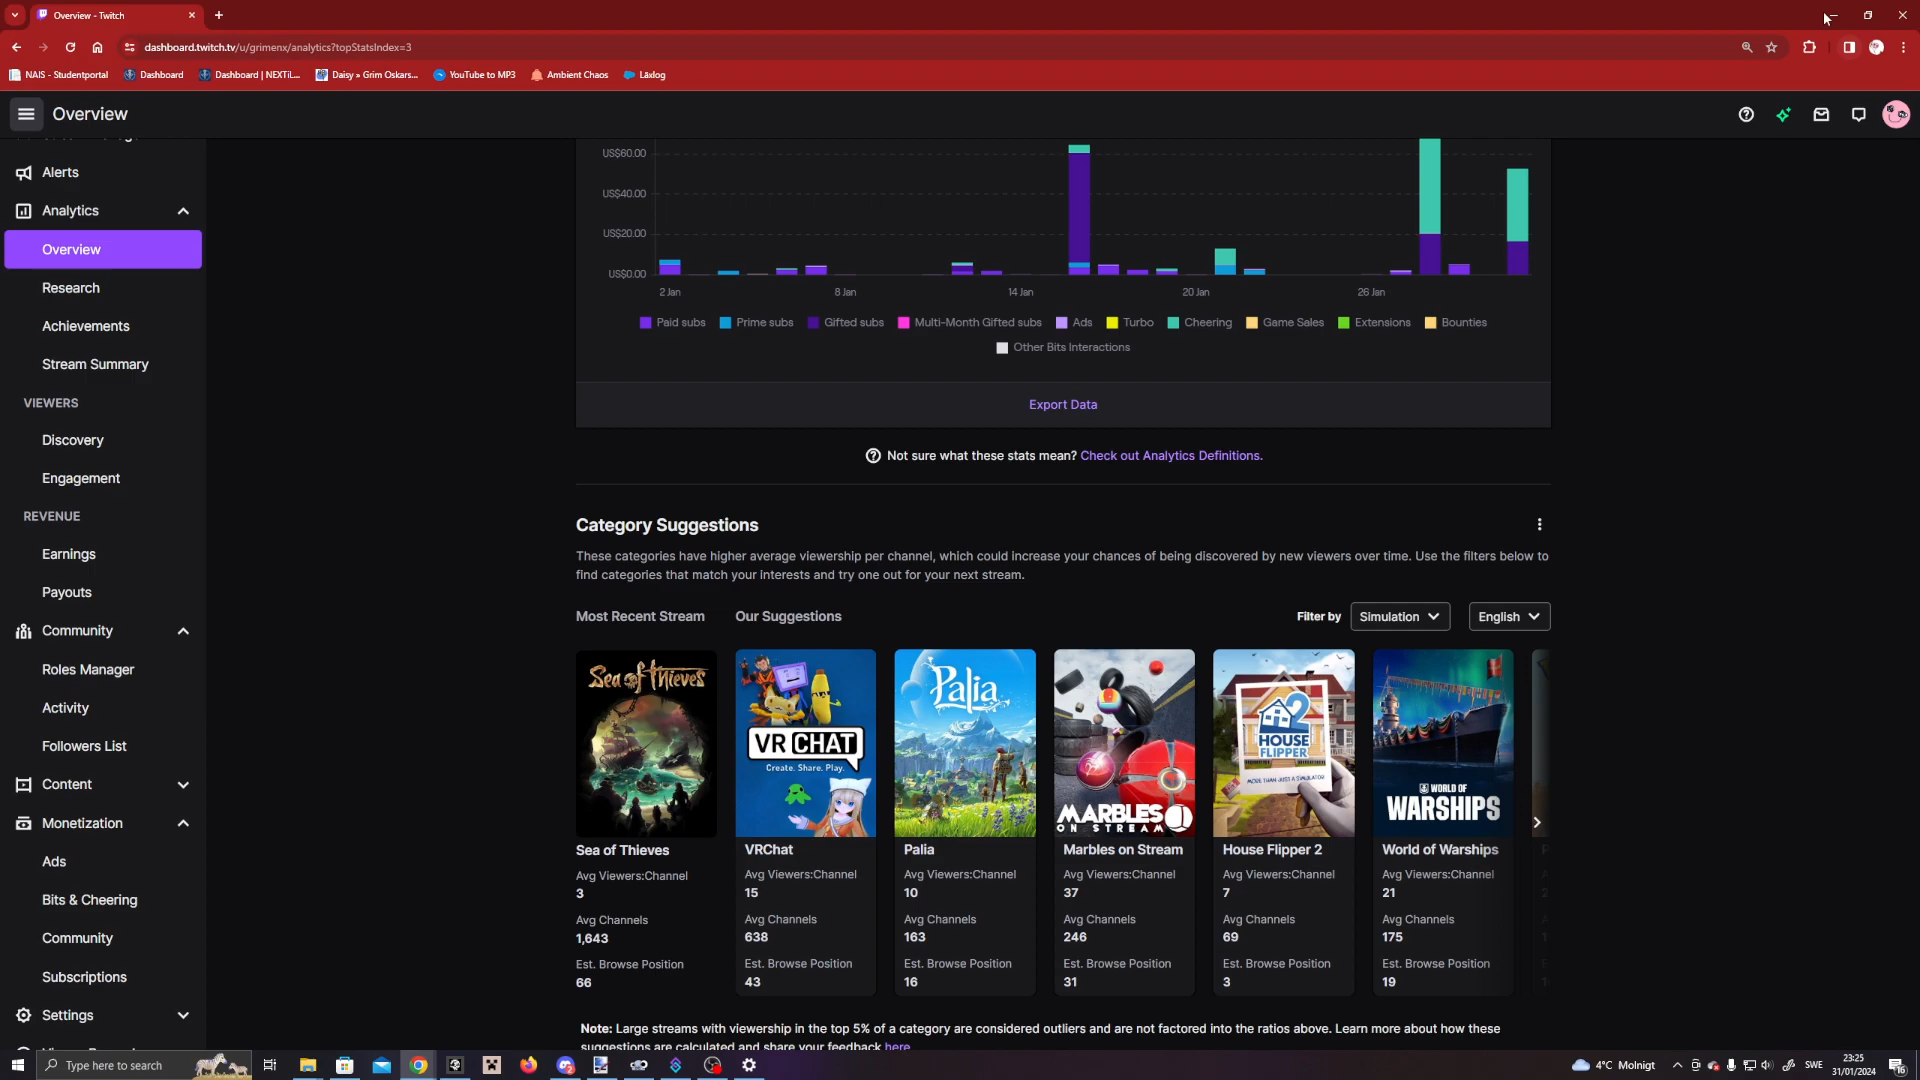 Overview - Twitch
dashboard.twitch.tv/u/grimenx/analytics?topStatsIndex=3
NAIS - Studentportal
Dashboard
Dashboard | NEXTiL...
Daisy » Grim Oskars...
YouTube to MP3
Ambient Chaos
Läxlog
Overview
Alerts
Analytics
Overview
Research
Achievements
Stream Summary
VIEWERS
Discovery
Engagement
REVENUE
Earnings
Payouts
Community
Roles Manager
Activity
Followers List
Content
Monetization
Ads
Bits & Cheering
Community
Subscriptions
Settings
US$60.00
US$40.00
US$20.00
US$0.00
2 Jan 8 Jan 14 Jan 20 Jan 26 Jan
Paid subs Prime subs Gifted subs Multi-Month Gifted subs Ads Turbo Cheering Game Sales Extensions Bounties
Other Bits Interactions
Export Data
Not sure what these stats mean? Check out Analytics Definitions.
Category Suggestions
These categories have higher average viewership per channel, which could increase your chances of being discovered by new viewers over time. Use the filters below to
find categories that match your interests and try one out for your next stream.
Most Recent Stream Our Suggestions Filter by Simulation English
Sea of Thieves
Sea of Thieves
Avg Viewers:Channel
3
Avg Channels
1,643
Est. Browse Position
66
VRCHAT
Create. Share. Play.
VRChat
Avg Viewers:Channel
15
Avg Channels
638
Est. Browse Position
43
Palia
Palia
Avg Viewers:Channel
10
Avg Channels
163
Est. Browse Position
16
MARBLES
ON STREAM
Marbles on Stream
Avg Viewers:Channel
37
Avg Channels
246
Est. Browse Position
31
2
HOUSE
FLIPPER
MORE THAN JUST A SIMULATOR
House Flipper 2
Avg Viewers:Channel
7
Avg Channels
69
Est. Browse Position
3
WORLD OF
WARSHIPS
World of Warships
Avg Viewers:Channel
21
Avg Channels
175
Est. Browse Position
19
Note: Large streams with viewership in the top 5% of a category are considered outliers and are not factored into the ratios above. Learn more about how these
suggestions are calculated and share your feedback here
Type here to search
4°C Molnigt
SWE
23:25
31/01/2024
16